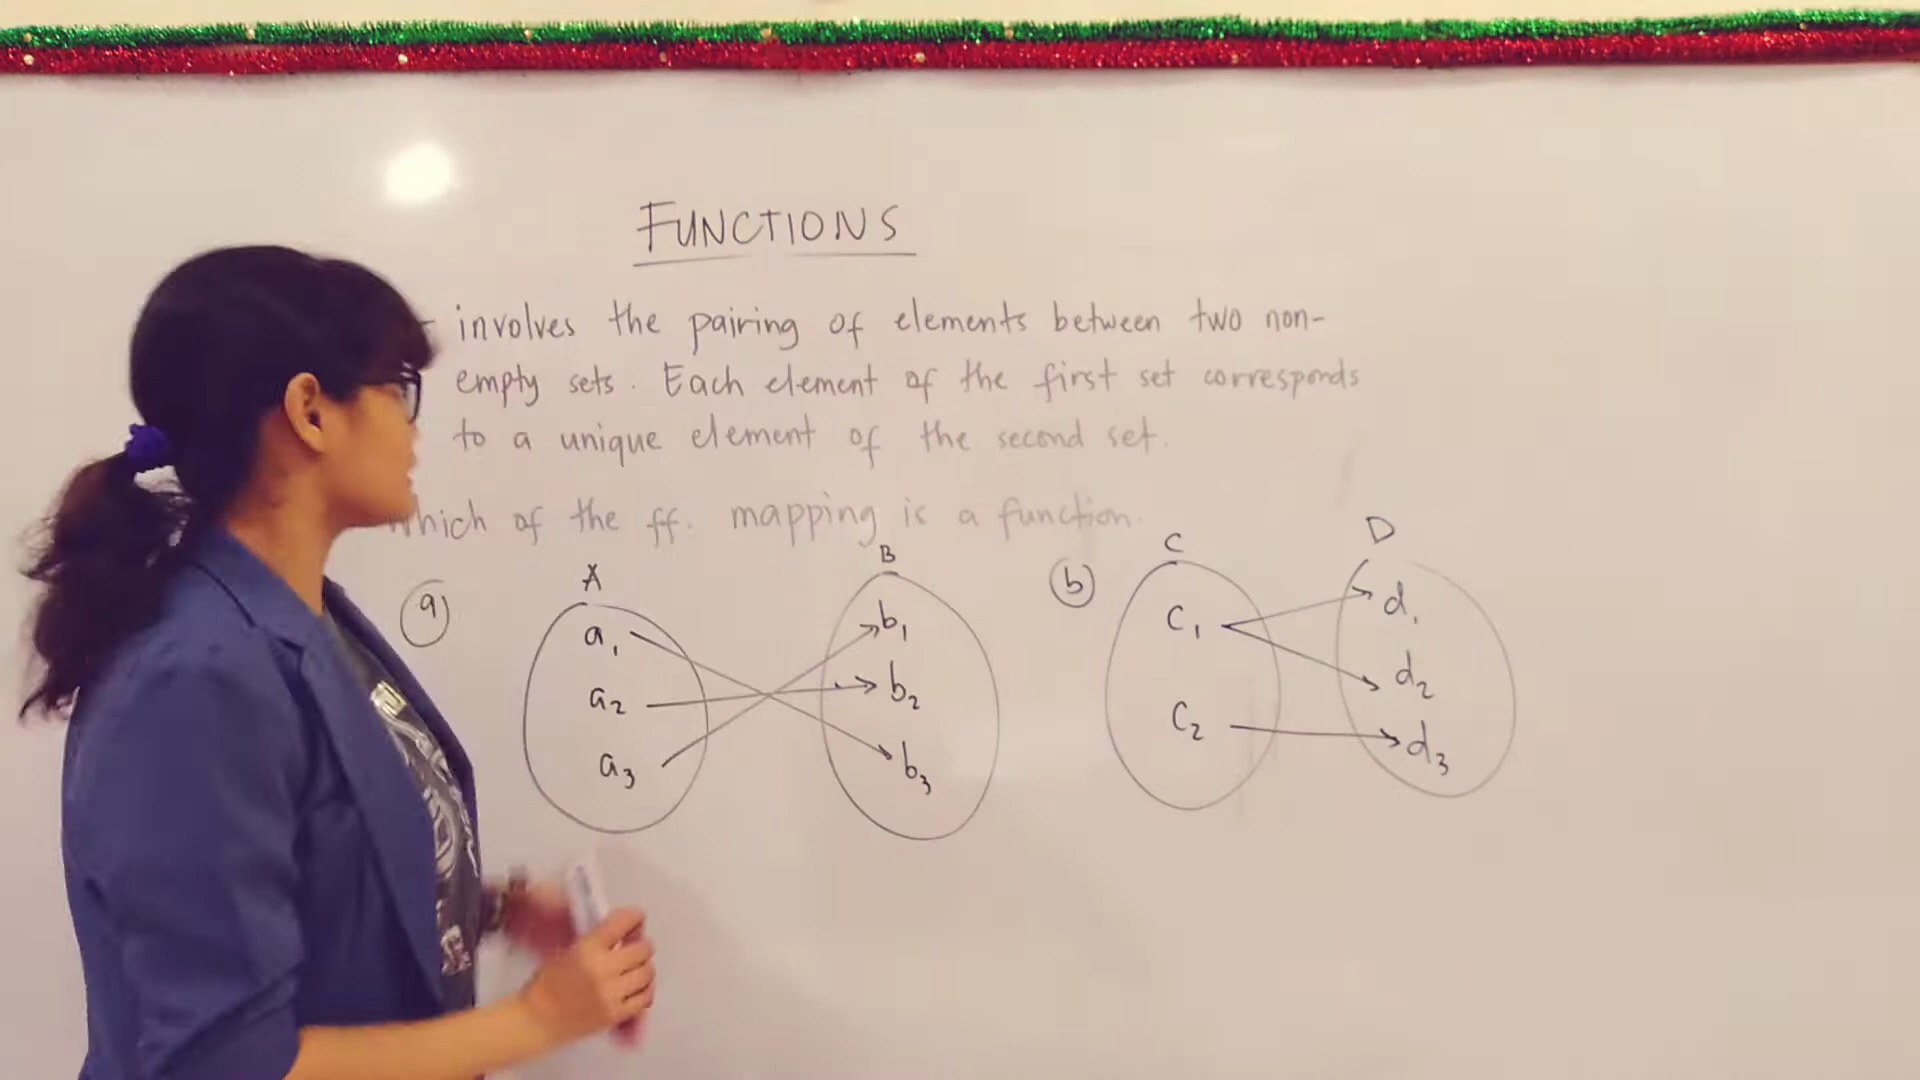 FUNCTIONS
- involves the pairing of elements between two non-
empty sets. Each element of the first set corresponds
to a unique element of the second set.
Which of the ff. mapping is a function.
a
A
B
a1
a2
a3
b1
b2
b3
b
C
D
C1
C2
d1
d2
d3